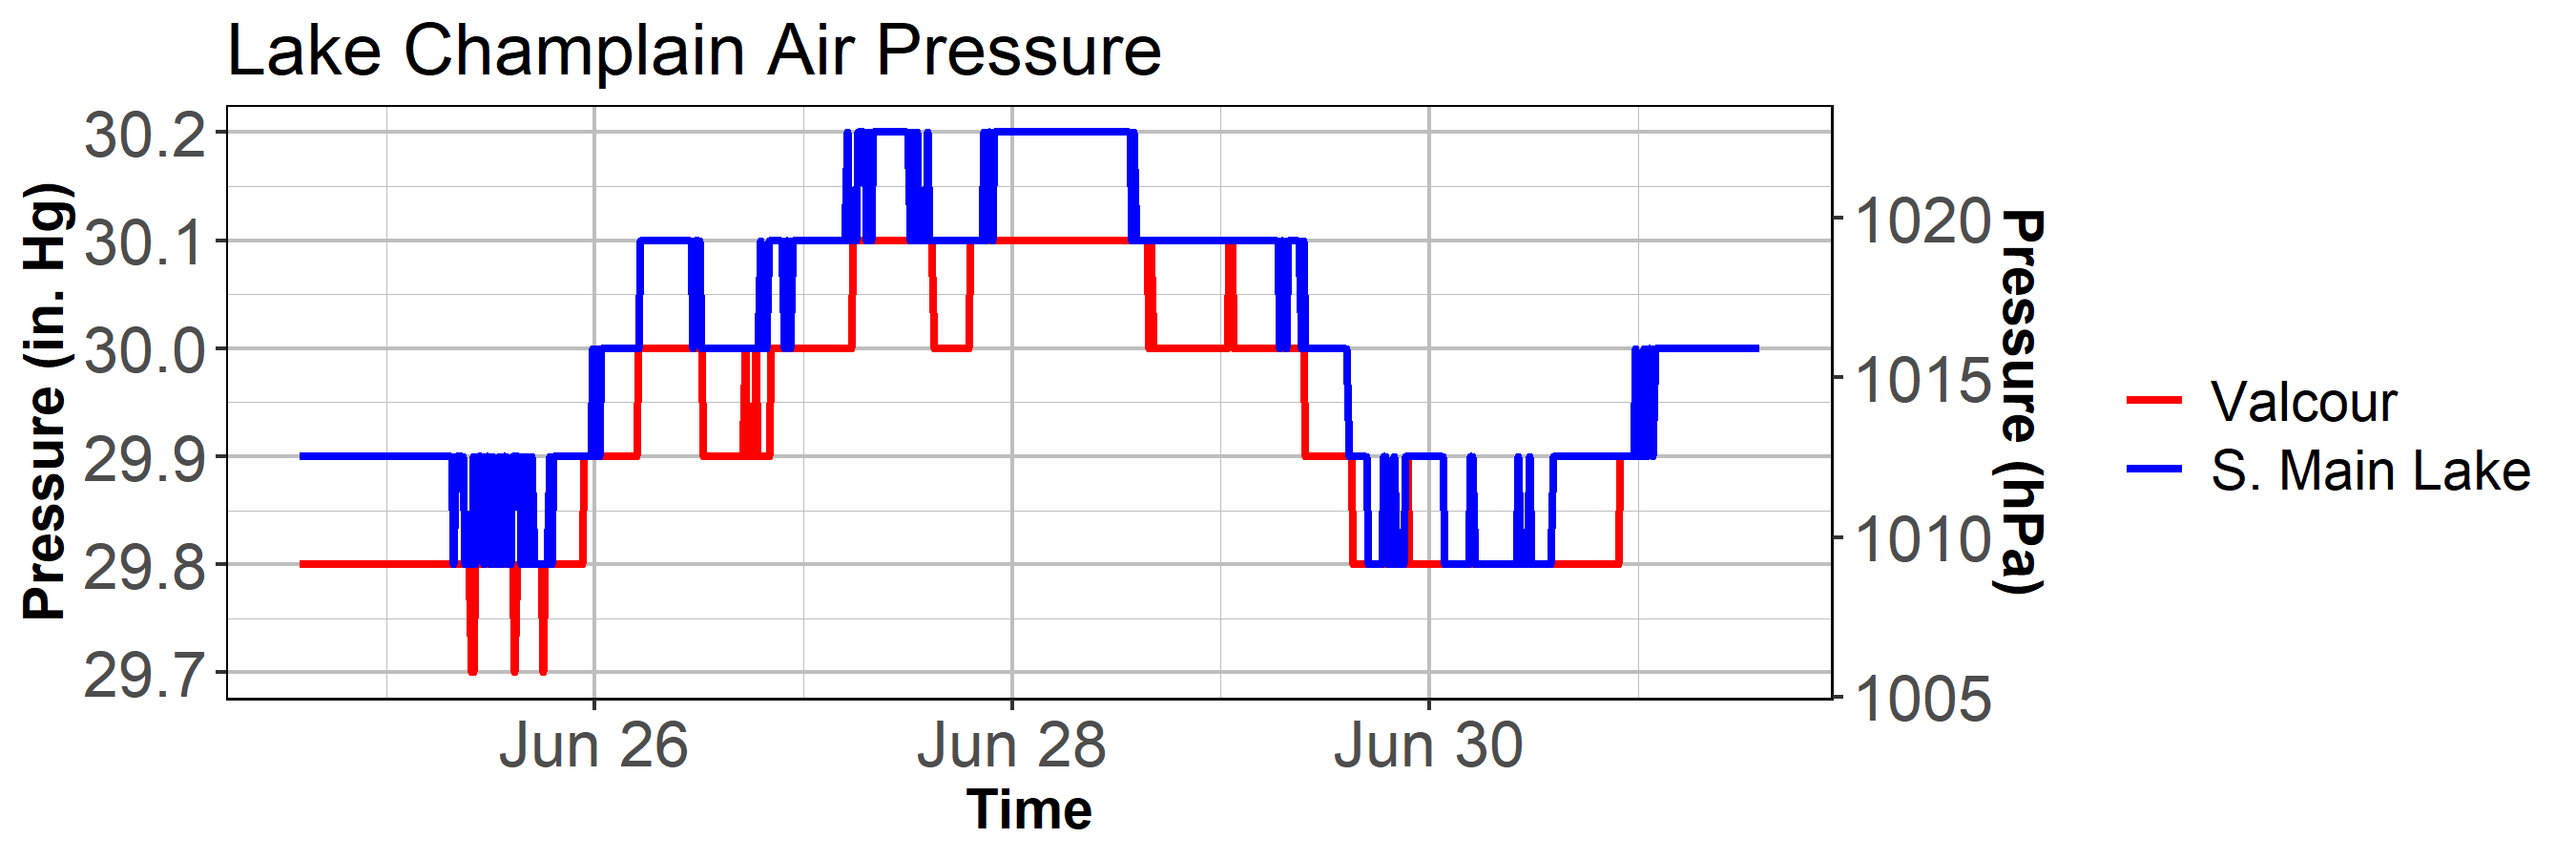 Lake Champlain Air Pressure
Pressure (in. Hg)
30.2
30.1
30.0
29.9
29.8
29.7
1020
1015
1010
1005
Pressure (hPa)
Jun 26
Jun 28
Jun 30
Time
Valcour
S. Main Lake